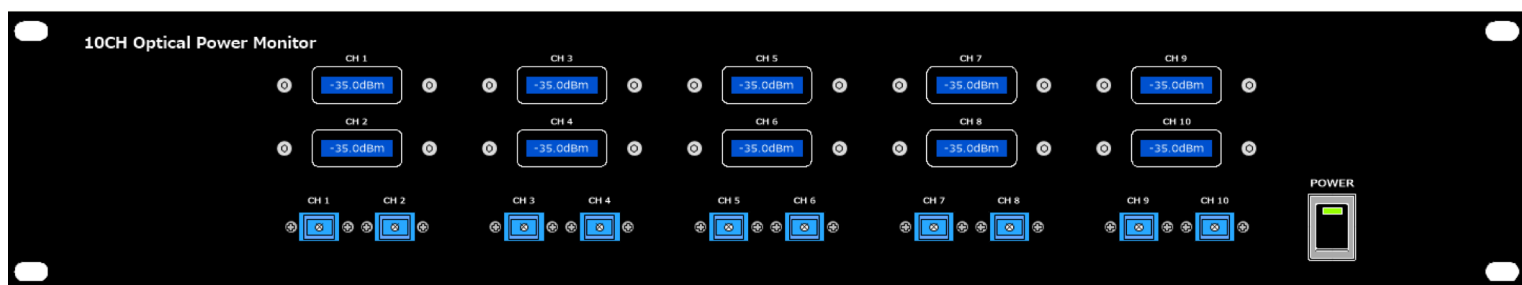 10CH Optical Power Monitor
CH 1 CH 3 CH 5 CH 7 CH 9
-35.0dBm -35.0dBm -35.0dBm -35.0dBm -35.0dBm
CH 2 CH 4 CH 6 CH 8 CH 10
-35.0dBm -35.0dBm -35.0dBm -35.0dBm -35.0dBm
POWER
CH 1 CH 2 CH 3 CH 4 CH 5 CH 6 CH 7 CH 8 CH 9 CH 10